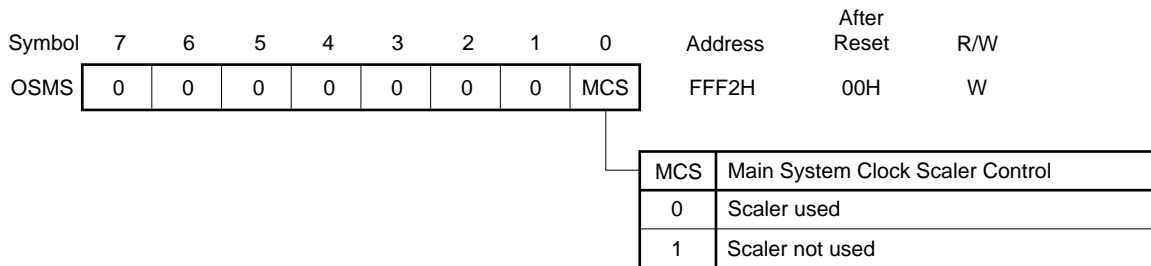 Symbol 7 6 5 4 3 2 1 0 Address After Reset R/W
OSMS 0 0 0 0 0 0 0 MCS FFF2H 00H W
MCS Main System Clock Scaler Control
0 Scaler used
1 Scaler not used